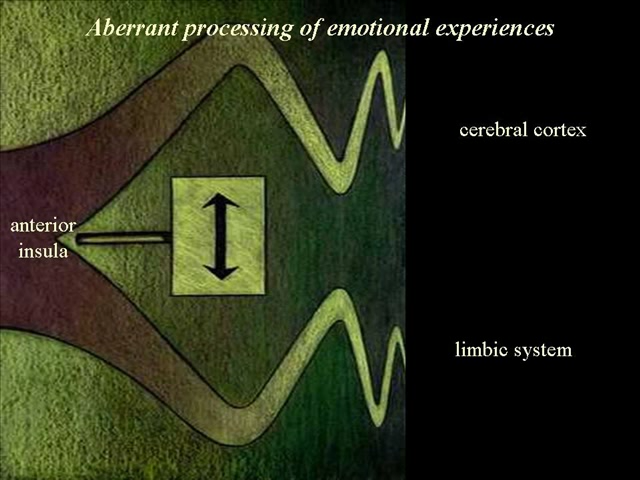 Aberrant processing of emotional experiences
cerebral cortex
anterior
insula
limbic system